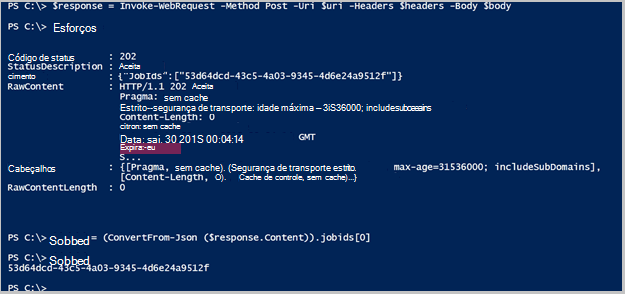 PS C:\> $response = Invoke-WebRequest -Method Post -Uri $uri -Headers $headers -Body $body
PS C:\> Esforços
Código de status : 202
StatusDescription : Aceita
cimento : {"JobIds":["53d64dcd-43c5-4a03-9345-4d6e24a9512f"]}
RawContent : HTTP/1.1 202 Aceita
Pragma: sem cache
Estrito--segurança de transporte: idade máxima – 3iS36000;
Content-Length: 0
citron: sem cache
Data: sai. 30 201S 00:04:14 GMT
Expira:-eu
S...
Cabeçalhos : {[Pragma, sem cache). (Segurança de transporte estrito. max-age=31536000; includeSubDomains],
[Content-Length, O). Cache de controle, sem cache)...}
RawContentLength : 0
PS C:\> Sobbed = (ConvertFrom-Json ($response.Content)).jobids[0]
PS C:\> Sobbed
53d64dcd-43c5-4a03-9345-4d6e24a9512f
PS C:\>